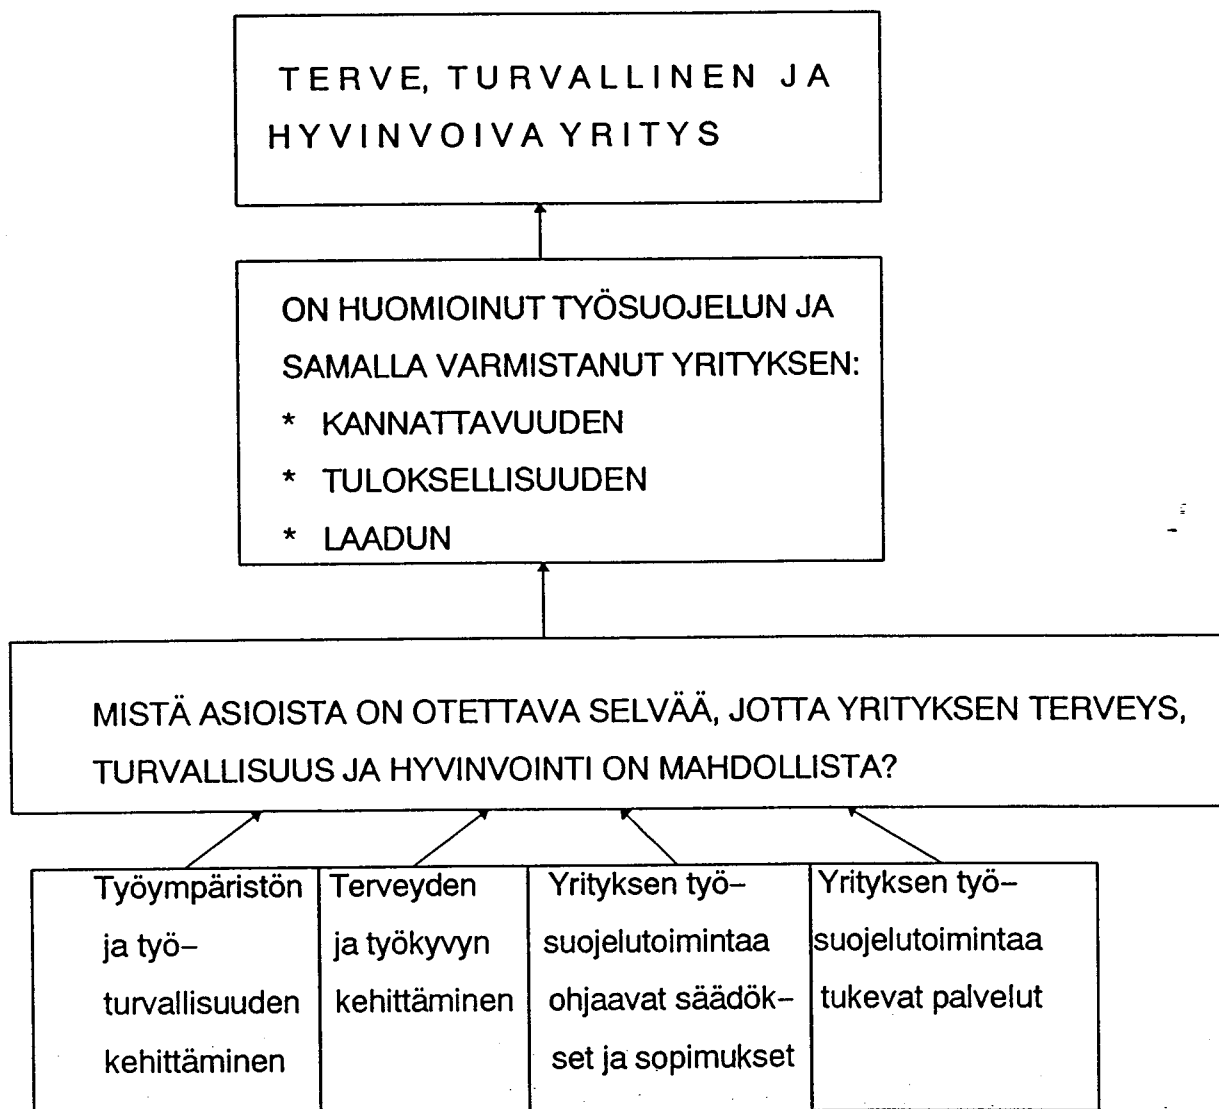 TERVE, TURVALLINEN JA
HYVINVOIVA YRITYS
ON HUOMIOINUT TYÖSUOJELUN JA
SAMALLA VARMISTANUT YRITYKSEN:
* KANNATTAVUUDEN
* TULOKSELLISUUDEN
* LAADUN
MISTÄ ASIOISTA ON OTETTAVA SELVÄÄ, JOTTA YRITYKSEN TERVEYS,
TURVALLISUUS JA HYVINVOINTI ON MAHDOLLISTA?
Työympäristön
ja työ–
turvallisuuden
kehittäminen
Terveyden
ja työkyvyn
kehittäminen
Yrityksen työ–
suojelutoimintaa
ohjaavat säädök–
set ja sopimukset
Yrityksen työ–
suojelutoimintaa
tukevat palvelut